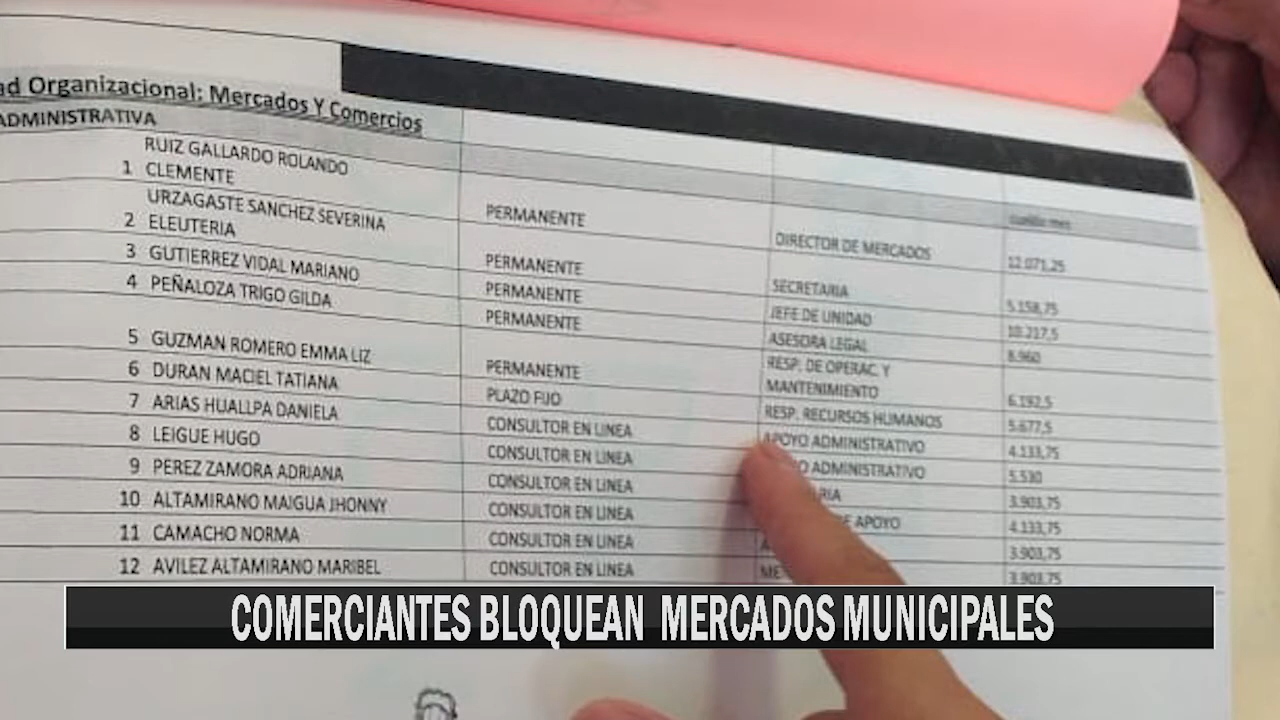 ad Organizacional: Mercados Y Comercios
ADMINISTRATIVA
RUIZ GALLARDO ROLANDO
1 CLEMENTE PERMANENTE DIRECTOR DE MERCADOS 12.071,25
URZAGASTE SANCHEZ SEVERINA
2 ELEUTERIA PERMANENTE SECRETARIA 5.158,75
3 GUTIERREZ VIDAL MARIANO PERMANENTE JEFE DE UNIDAD 10.217,5
4 PEÑALOZA TRIGO GILDA PERMANENTE ASESORA LEGAL 8.960
RESP. DE OPERAC. Y
5 GUZMAN ROMERO EMMA LIZ PERMANENTE MANTENIMIENTO 6.192,5
6 DURAN MACIEL TATIANA PLAZO FIJO RESP. RECURSOS HUMANOS 5.677,5
7 ARIAS HUALLPA DANIELA CONSULTOR EN LINEA APOYO ADMINISTRATIVO 4.133,75
8 LEIGUE HUGO CONSULTOR EN LINEA ADMINISTRATIVO 5.530
9 PEREZ ZAMORA ADRIANA CONSULTOR EN LINEA RIA 3.903,75
10 ALTAMIRANO MAIGUA JHONNY CONSULTOR EN LINEA DE APOYO 4.133,75
11 CAMACHO NORMA CONSULTOR EN LINEA A 3.903,75
12 AVILEZ ALTAMIRANO MARIBEL CONSULTOR EN LINEA ME 3.903,75
COMERCIANTES BLOQUEAN MERCADOS MUNICIPALES